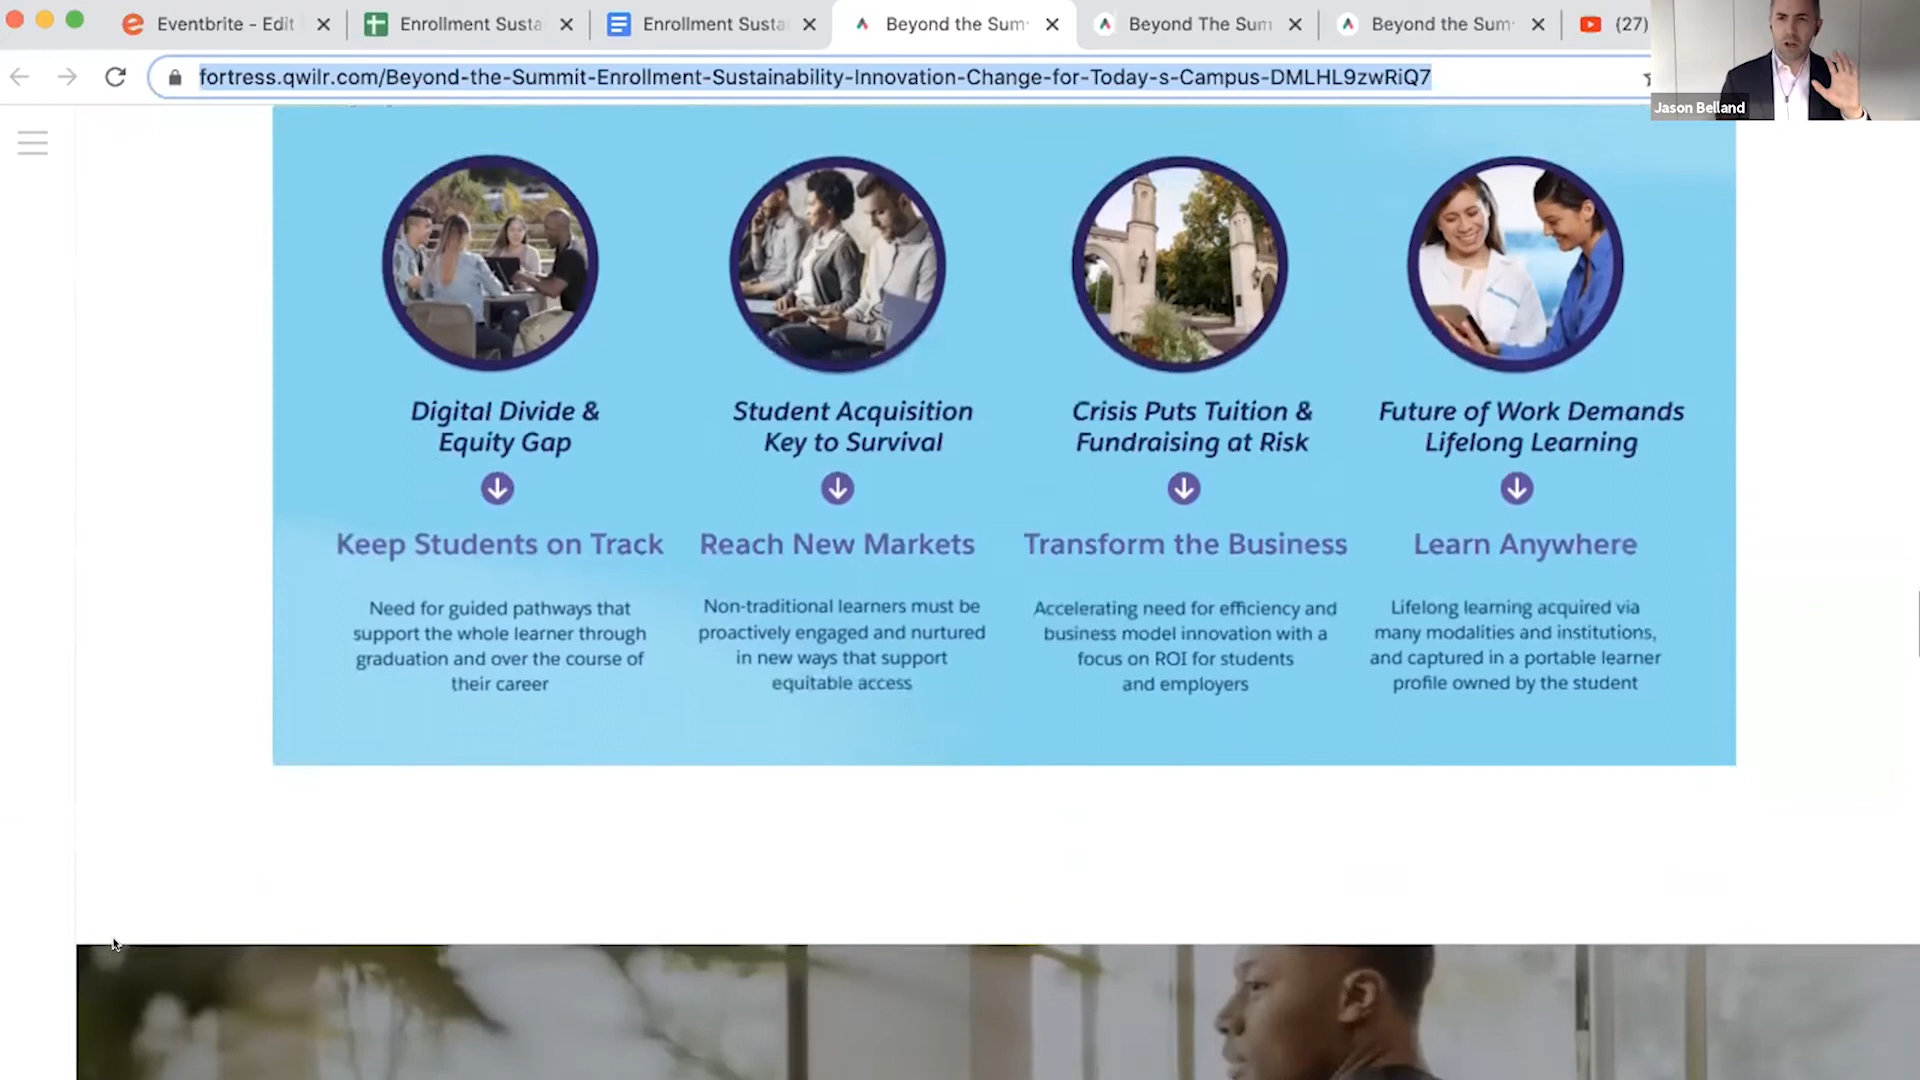 Eventbrite - Edit
Enrollment Susta
Enrollment Susta
Beyond the Sum
Beyond The Sum
Beyond the Sum
(27)
fortress.qwilr.com/Beyond-the-Summit-Enrollment-Sustainability-Innovation-Change-for-Today-s-Campus-DMLHL9zwRiQ7
Jason Belland
Digital Divide &
Equity Gap
Keep Students on Track
Need for guided pathways that
support the whole learner through
graduation and over the course of
their career
Student Acquisition
Key to Survival
Reach New Markets
Non-traditional learners must be
proactively engaged and nurtured
in new ways that support
equitable access
Crisis Puts Tuition &
Fundraising at Risk
Transform the Business
Accelerating need for efficiency and
business model innovation with a
focus on ROI for students
and employers
Future of Work Demands
Lifelong Learning
Learn Anywhere
Lifelong learning acquired via
many modalities and institutions,
and captured in a portable learner
profile owned by the student